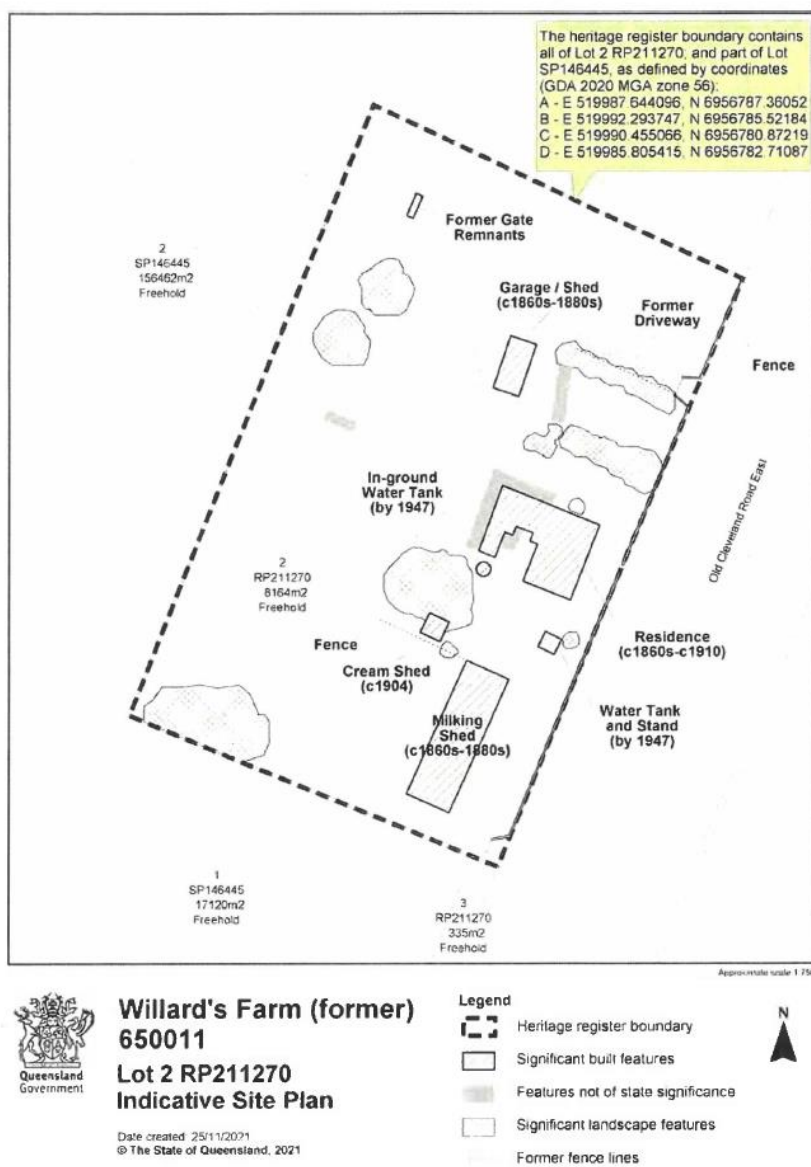 The heritage register boundary contains
all of Lot 2 RP211270, and part of Lot
SP146445, as defined by coordinates
(GDA 2020 MGA zone 56):
A - E 519987.644096, N 6956787.36052
B - E 519992.293747, N 6956785.52184
C - E 519990.455066, N 6956780.87219
D - E 519985.805415, N 6956782.71087
Former Gate
Remnants
2
SP146445
156462m2
Freehold
Garage / Shed
(c1860s-1880s)
Former
Driveway
Fence
In-ground
Water Tank
(by 1947)
Old Cleveland Road East
2
RP211270
8164m2
Freehold
Fence
Residence
(c1860s-c1910)
Cream Shed
(c1904)
Milking
Shed
(c1860s-1880s)
Water Tank
and Stand
(by 1947)
1
SP146445
17120m2
Freehold
3
RP211270
335m2
Freehold
Approximate scale 1:75
Queensland
Government
Willard's Farm (former)
650011
Lot 2 RP211270
Indicative Site Plan
Date created: 25/11/2021
© The State of Queensland, 2021
Legend
Heritage register boundary
Significant built features
Features not of state significance
Significant landscape features
Former fence lines
N